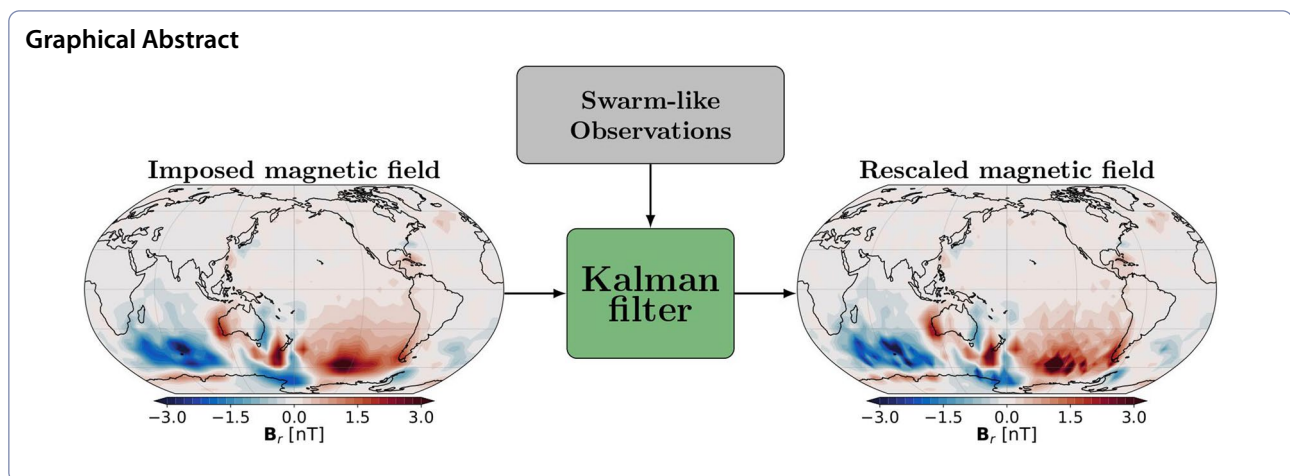 Graphical Abstract
Swarm-like
Observations
Imposed magnetic field
Rescaled magnetic field
Kalman
filter
−3.0 −1.5 0.0 1.5 3.0
B_r [nT]
−3.0 −1.5 0.0 1.5 3.0
B_r [nT]